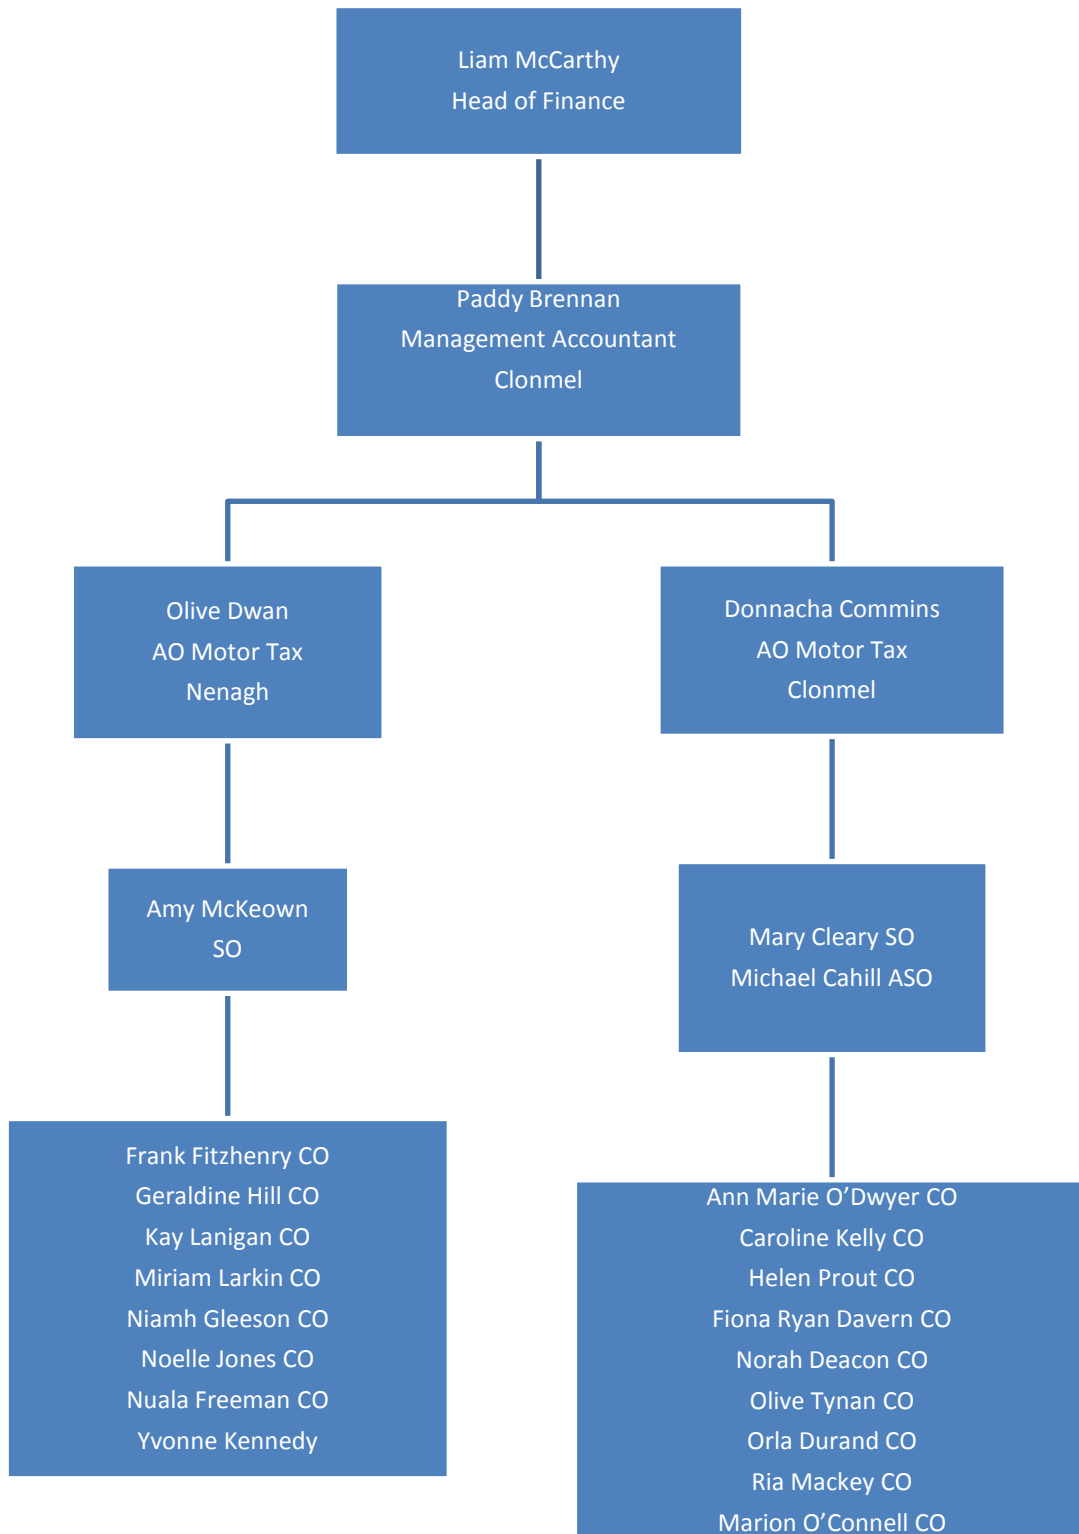 Liam McCarthy
Head of Finance
Paddy Brennan
Management Accountant
Clonmel
Olive Dwan
AO Motor Tax
Nenagh
Donnacha Commins
AO Motor Tax
Clonmel
Amy McKeown
SO
Mary Cleary SO
Michael Cahill ASO
Frank Fitzhenry CO
Geraldine Hill CO
Kay Lanigan CO
Miriam Larkin CO
Niamh Gleeson CO
Noelle Jones CO
Nuala Freeman CO
Yvonne Kennedy
Ann Marie O’Dwyer CO
Caroline Kelly CO
Helen Prout CO
Fiona Ryan Davern CO
Norah Deacon CO
Olive Tynan CO
Orla Durand CO
Ria Mackey CO
Marion O’Connell CO